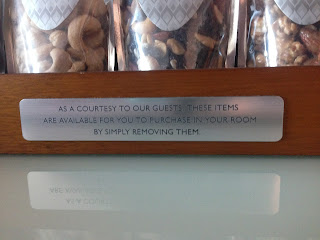 AS A COURTESY TO OUR GUESTS, THESE ITEMS
ARE AVAILABLE FOR YOU TO PURCHASE IN YOUR ROOM
BY SIMPLY REMOVING THEM.